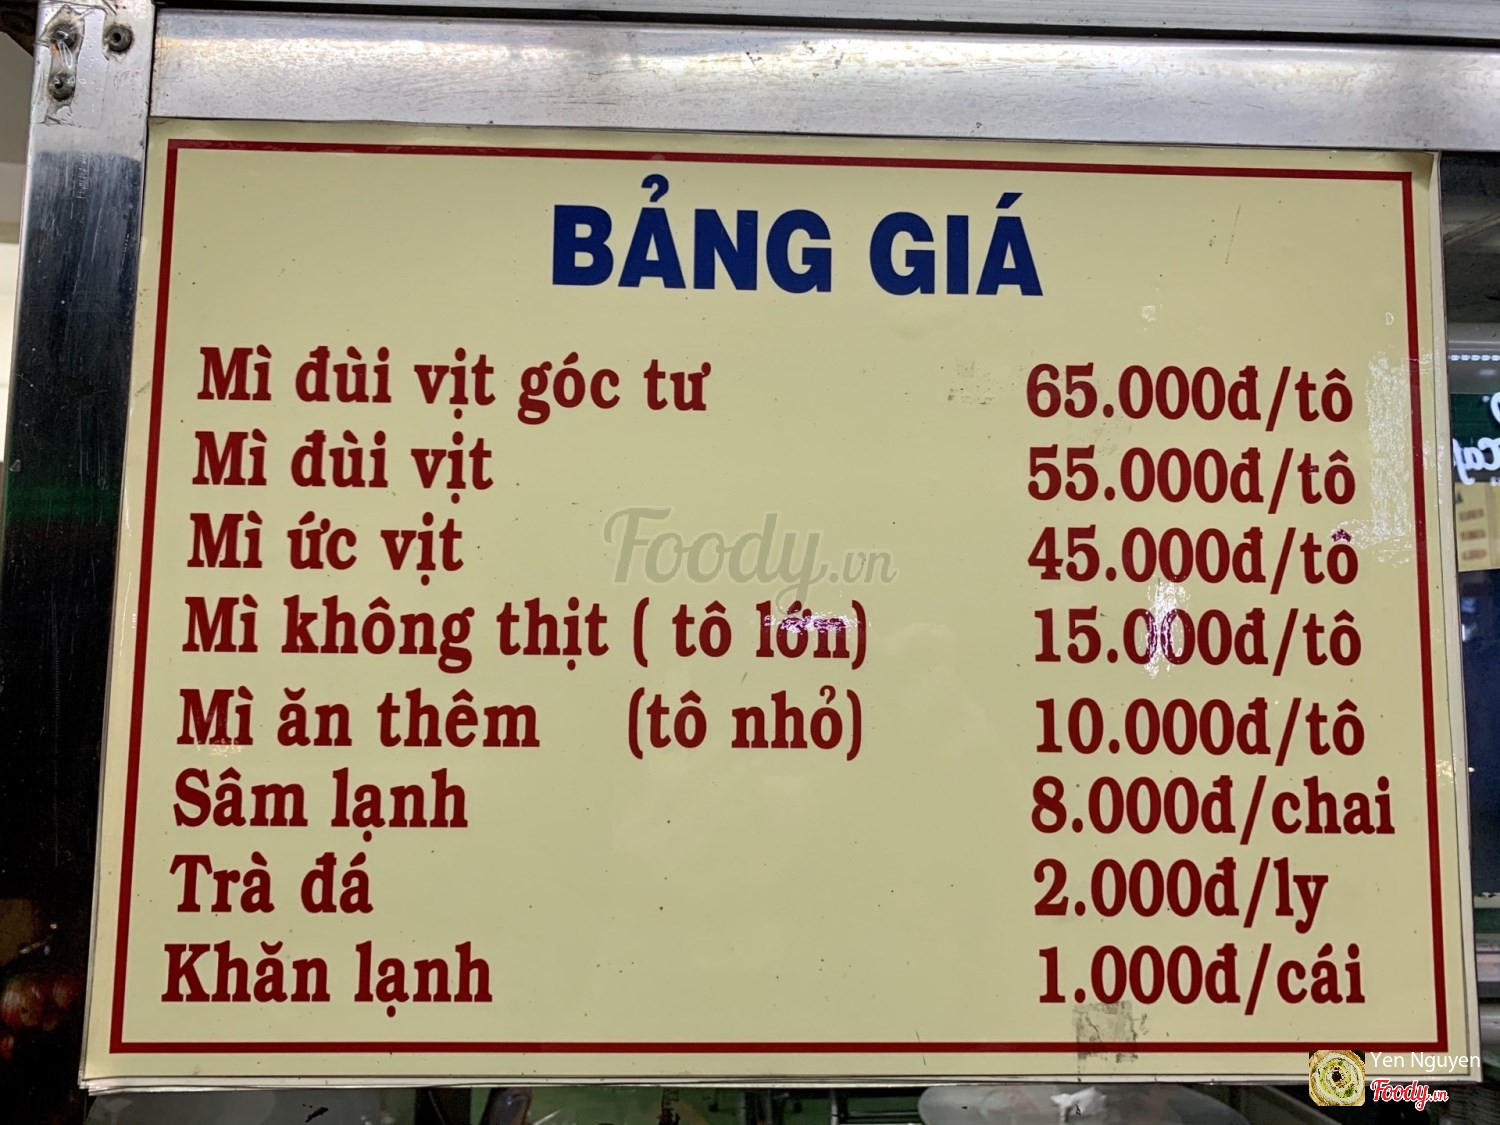 BẢNG GIÁ
Mì đùi vịt góc tư 65.000đ/tô
Mì đùi vịt 55.000đ/tô
Mì ức vịt 45.000đ/tô
Mì không thịt ( tô lớn) 15.000đ/tô
Mì ăn thêm (tô nhỏ) 10.000đ/tô
Sâm lạnh 8.000đ/chai
Trà đá 2.000đ/ly
Khăn lạnh 1.000đ/cái
Foody.vn
Yen Nguyen
Foody.vn